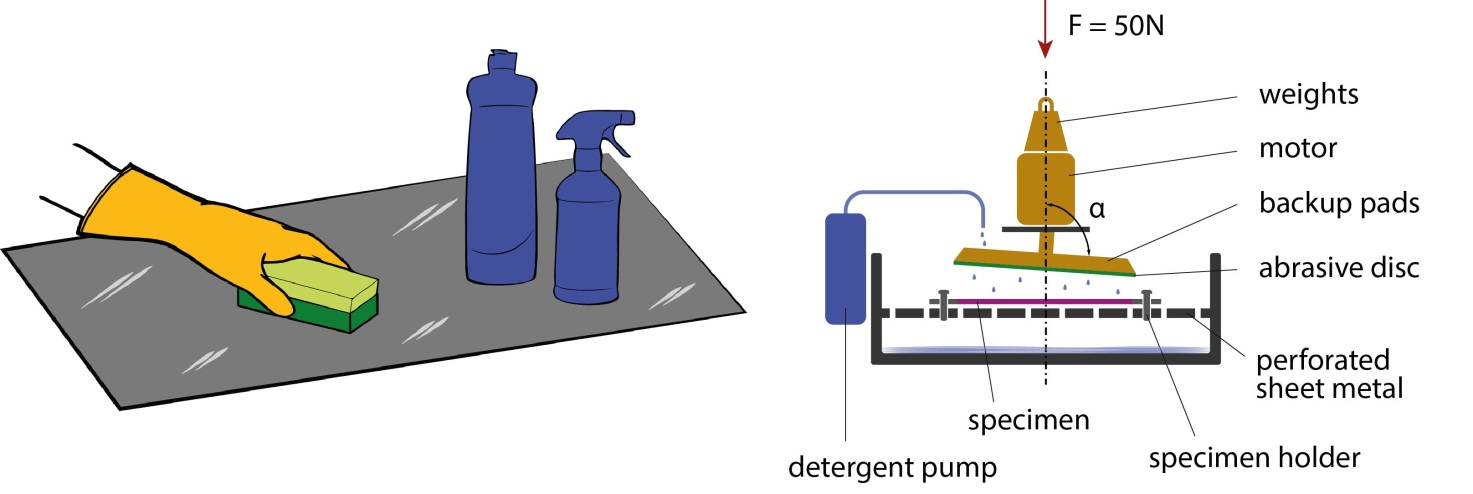 F = 50N
weights
motor
α
backup pads
abrasive disc
perforated
sheet metal
specimen
specimen holder
detergent pump